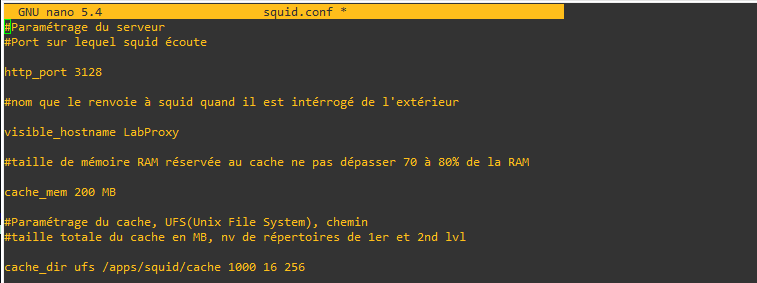 GNU nano 5.4 squid.conf *
#Paramétrage du serveur
#Port sur lequel squid écoute
http_port 3128
#nom que le renvoie à squid quand il est intérrogé de l'extérieur
visible_hostname LabProxy
#taille de mémoire RAM réservée au cache ne pas dépasser 70 à 80% de la RAM
cache_mem 200 MB
#Paramétrage du cache, UFS(Unix File System), chemin
#taille totale du cache en MB, nv de répertoires de 1er et 2nd lvl
cache_dir ufs /apps/squid/cache 1000 16 256